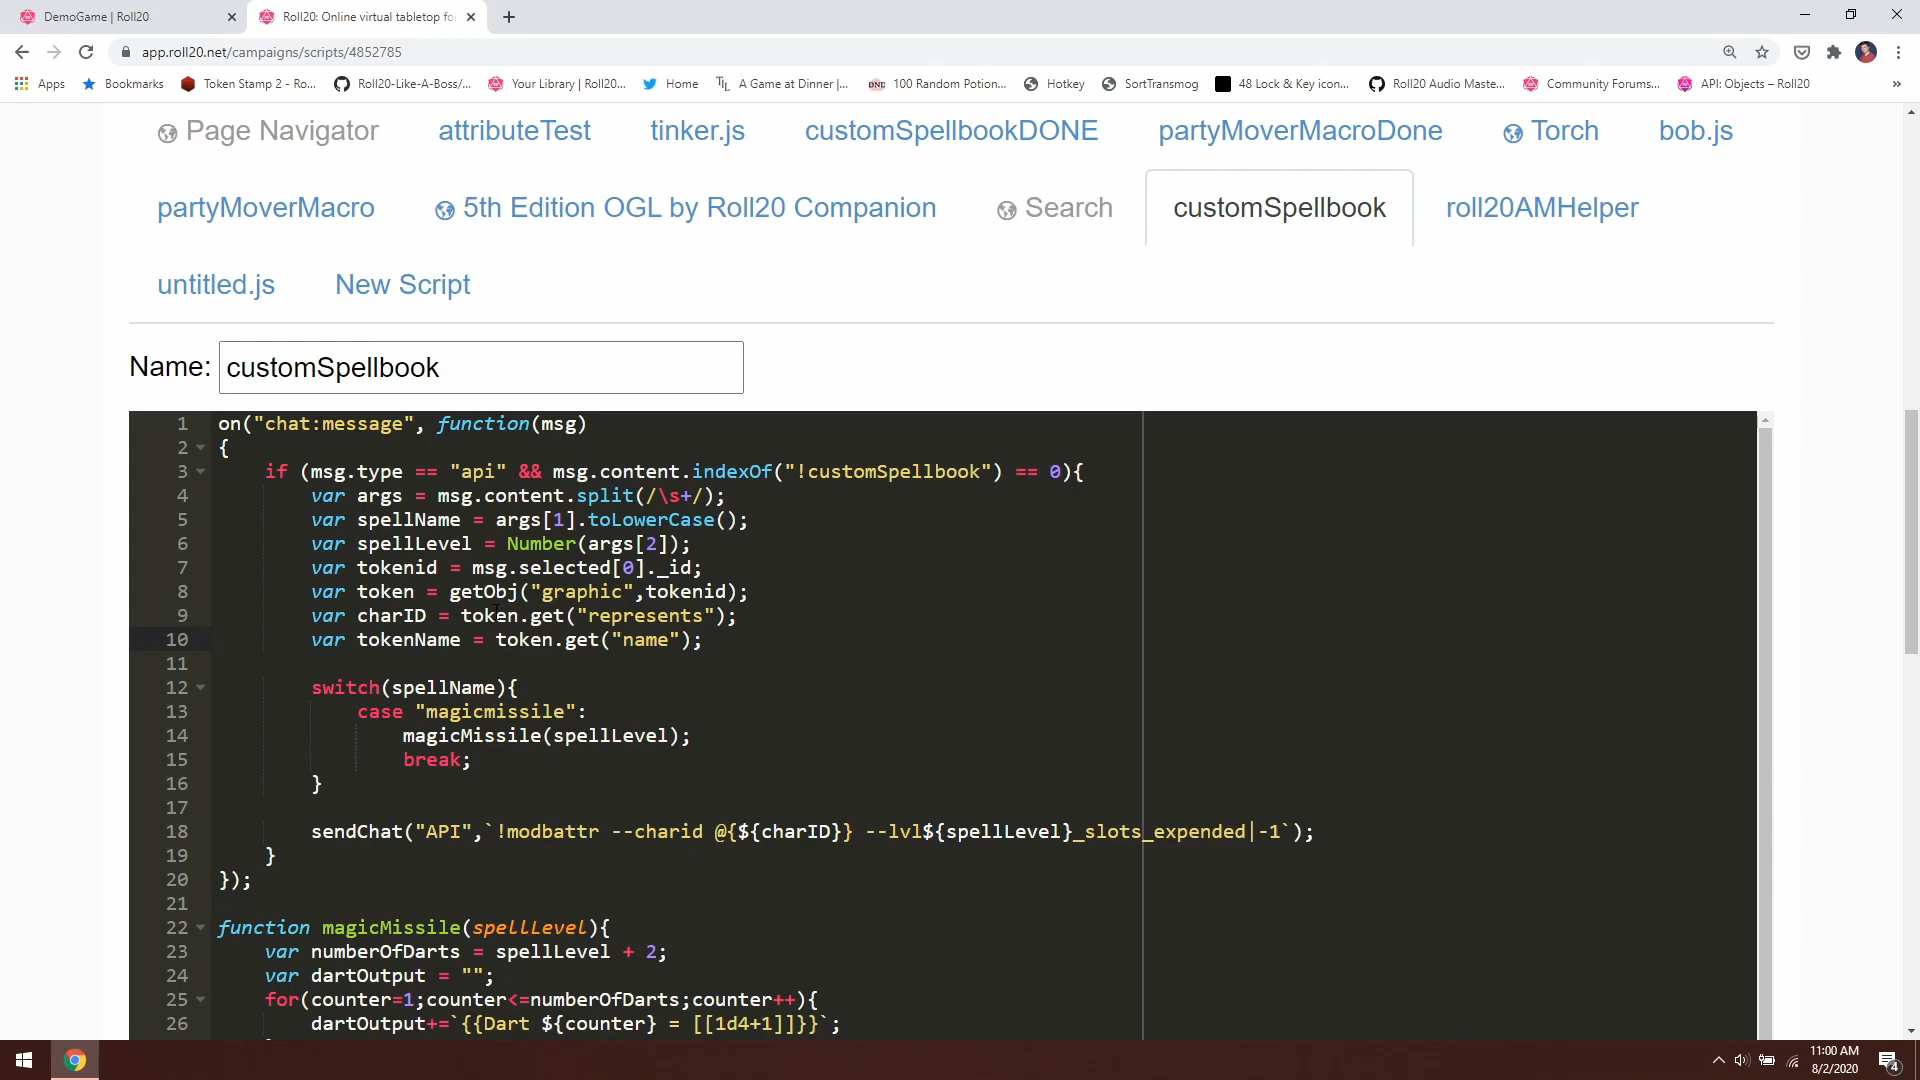 DemoGame | Roll20
Roll20: Online virtual tabletop fo
app.roll20.net/campaigns/scripts/4852785
Apps Bookmarks Token Stamp 2 - Ro... Roll20-Like-A-Boss/... Your Library | Roll20... Home TL A Game at Dinner |... DND 100 Random Potion... Hotkey SortTransmog 48 Lock & Key icon... Roll20 Audio Maste... Community Forums... API: Objects – Roll20 »
Page Navigator attributeTest tinker.js customSpellbookDONE partyMoverMacroDone Torch bob.js
partyMoverMacro 5th Edition OGL by Roll20 Companion Search customSpellbook roll20AMHelper
untitled.js New Script
Name: customSpellbook
1 on("chat:message", function(msg)
2 {
3 if (msg.type == "api" && msg.content.indexOf("!customSpellbook") == 0){
4 var args = msg.content.split(/\s+/);
5 var spellName = args[1].toLowerCase();
6 var spellLevel = Number(args[2]);
7 var tokenid = msg.selected[0]._id;
8 var token = getObj("graphic",tokenid);
9 var charID = token.get("represents");
10 var tokenName = token.get("name");
11
12 switch(spellName){
13 case "magicmissile":
14 magicMissile(spellLevel);
15 break;
16 }
17
18 sendChat("API",`!modbattr --charid @{${charID}} --lvl${spellLevel}_slots_expended|-1`);
19 }
20 });
21
22 function magicMissile(spellLevel){
23 var numberOfDarts = spellLevel + 2;
24 var dartOutput = "";
25 for(counter=1;counter<=numberOfDarts;counter++){
26 dartOutput+=`{{Dart ${counter} = [[1d4+1]]}}`;
11:00 AM
8/2/2020
4